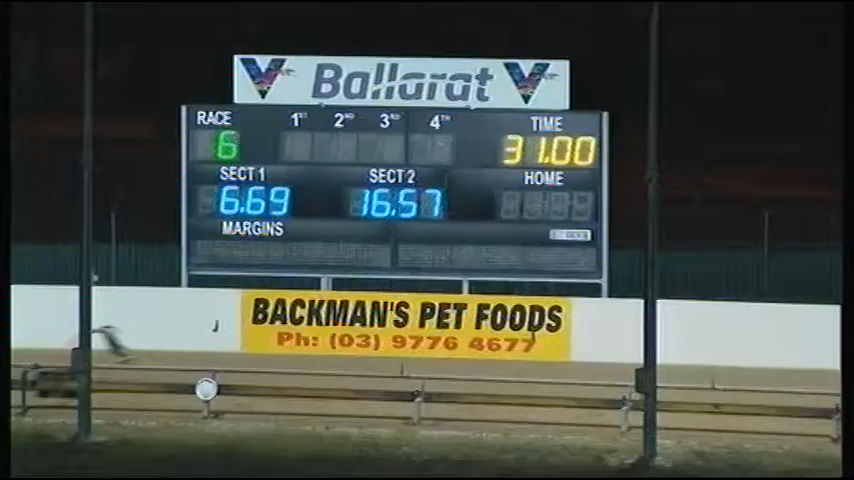 Ballarat
RACE 1ST 2ND 3RD 4TH TIME
6 31.00
SECT 1 SECT 2 HOME
6.69 16.57
MARGINS
BACKMAN'S PET FOODS
Ph: (03) 9776 4677